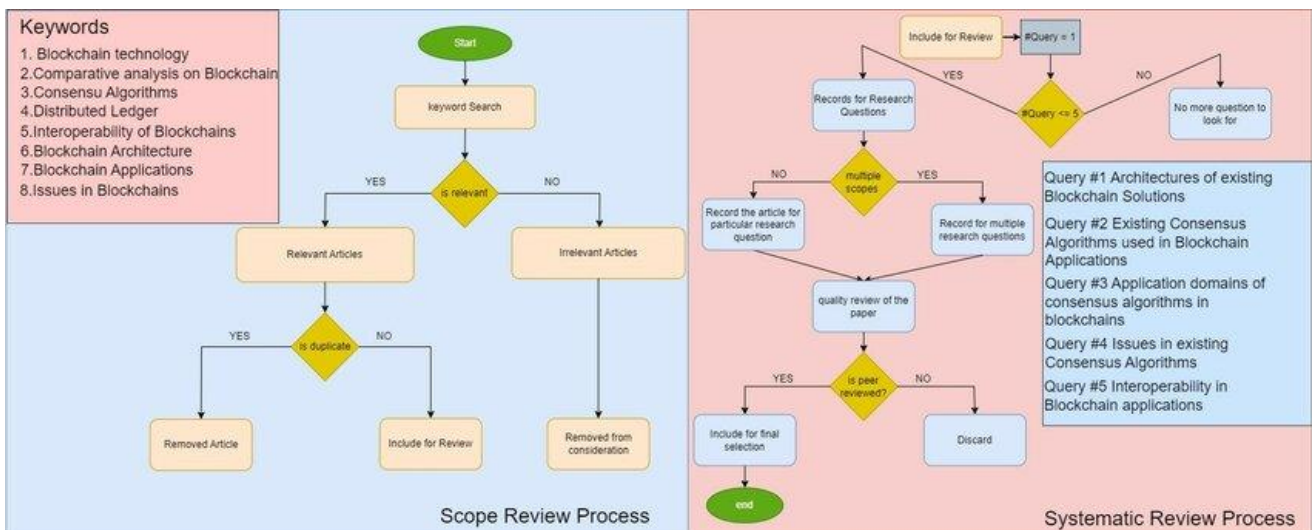 Keywords
1. Blockchain technology
2.Comparative analysis on Blockchain
3.Consensu Algorithms
4.Distributed Ledger
5.Interoperability of Blockchains
6.Blockchain Architecture
7.Blockchain Applications
8.Issues in Blockchains
Start
keyword Search
is relevant
YES
NO
Relevant Articles
Irrelevant Articles
is duplicate
YES
NO
Removed Article
Include for Review
Removed from
consideration
Scope Review Process
Include for Review
#Query = 1
YES
NO
#Query <= 5
Records for Research
Questions
No more question to
look for
multiple
scopes
NO
YES
Record the article for
particular research
question
Record for multiple
research questions
quality review of the
paper
is peer
reviewed?
YES
NO
Include for final
selection
Discard
end
Query #1 Architectures of existing
Blockchain Solutions
Query #2 Existing Consensus
Algorithms used in Blockchain
Applications
Query #3 Application domains of
consensus algorithms in
blockchains
Query #4 Issues in existing
Consensus Algorithms
Query #5 Interoperability in
Blockchain applications
Systematic Review Process